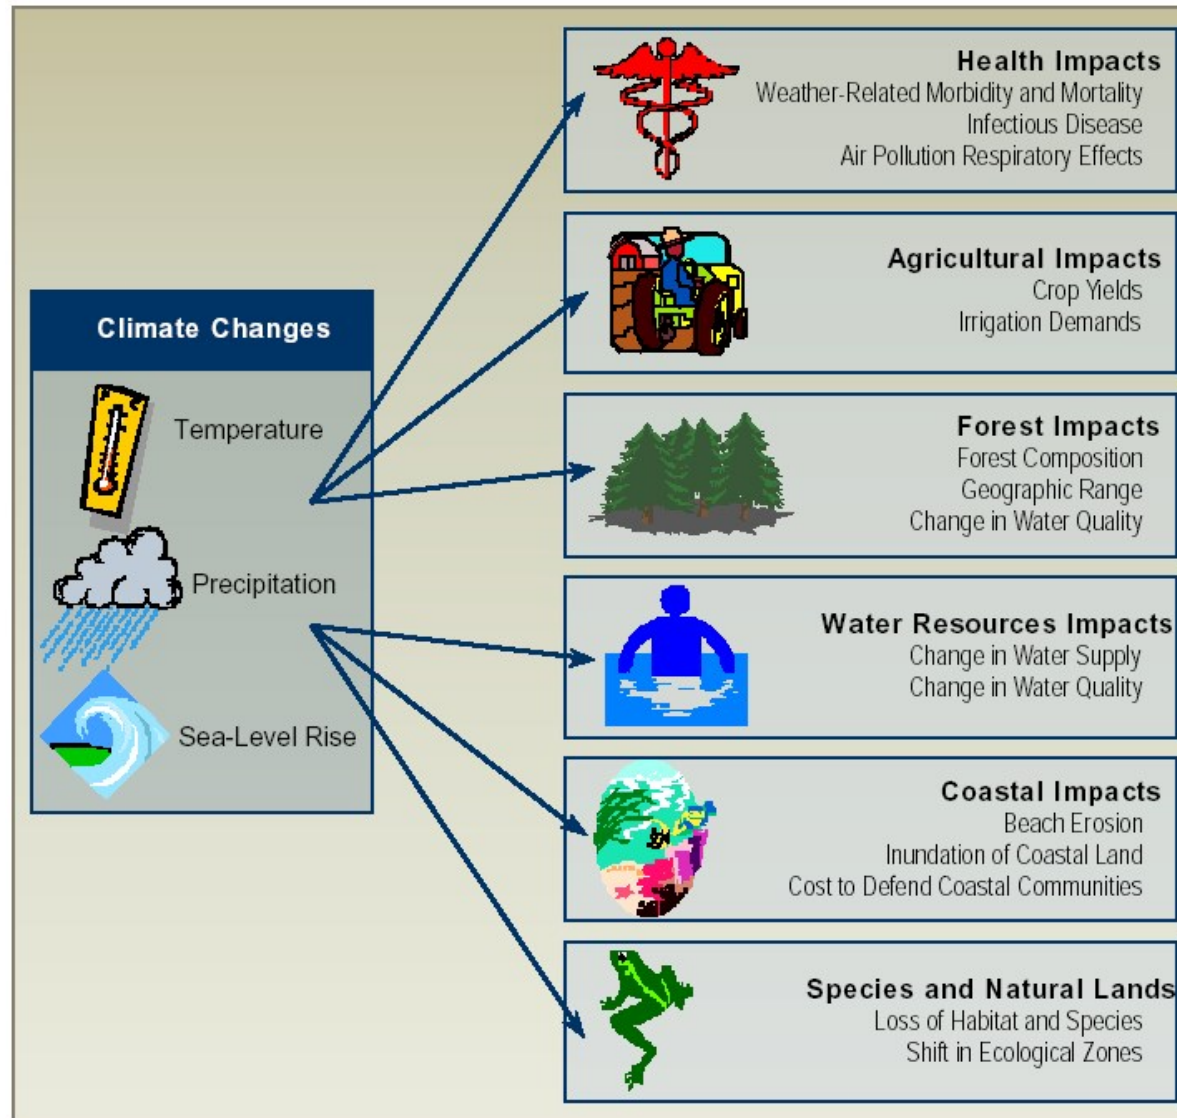 Climate Changes
Temperature
Precipitation
Sea-Level Rise
Health Impacts
Weather-Related Morbidity and Mortality
Infectious Disease
Air Pollution Respiratory Effects
Agricultural Impacts
Crop Yields
Irrigation Demands
Forest Impacts
Forest Composition
Geographic Range
Change in Water Quality
Water Resources Impacts
Change in Water Supply
Change in Water Quality
Coastal Impacts
Beach Erosion
Inundation of Coastal Land
Cost to Defend Coastal Communities
Species and Natural Lands
Loss of Habitat and Species
Shift in Ecological Zones